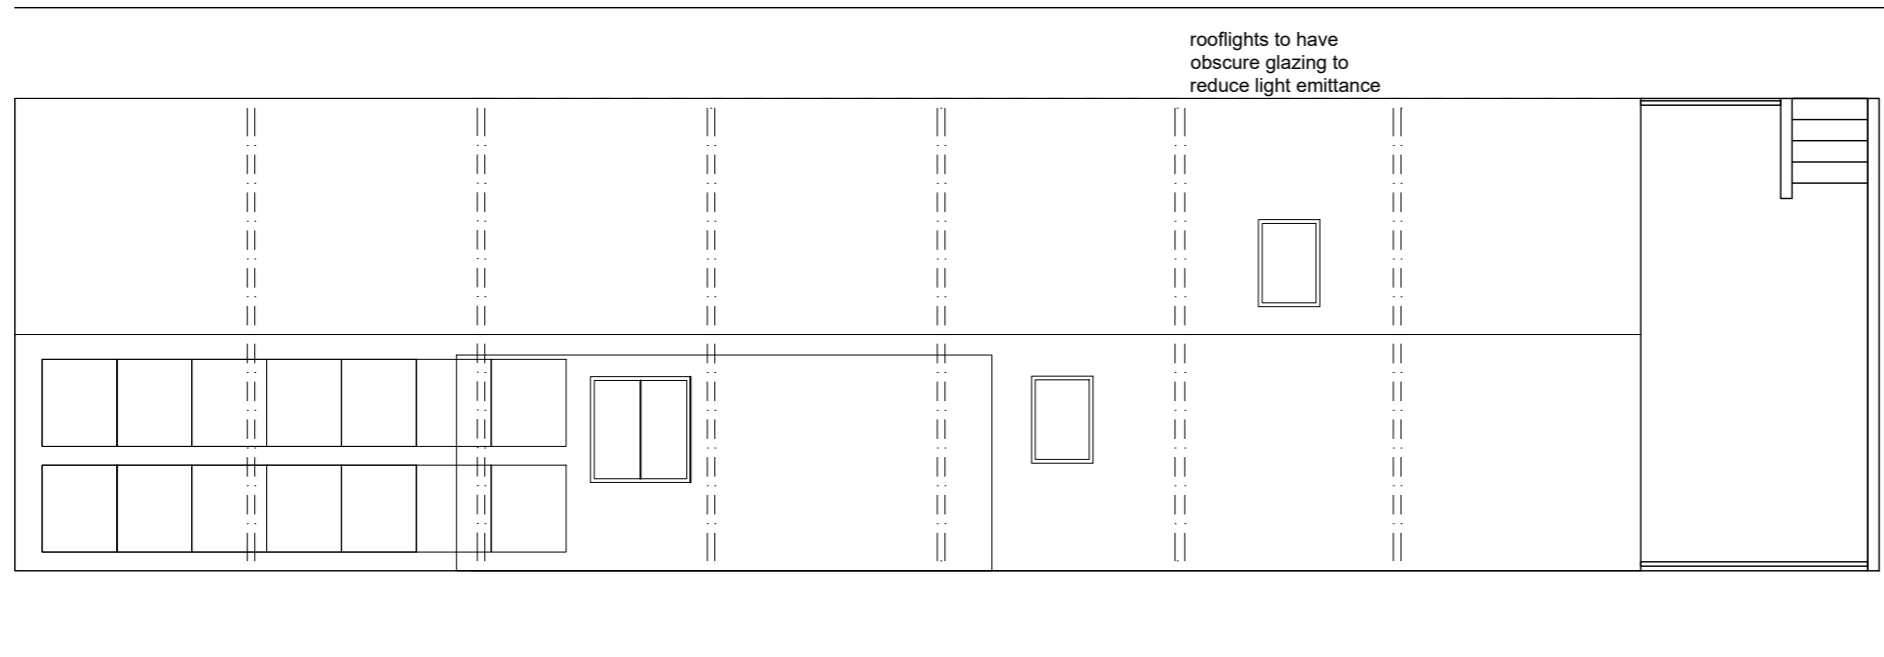 rooflights to have
obscure glazing to
reduce light emittance